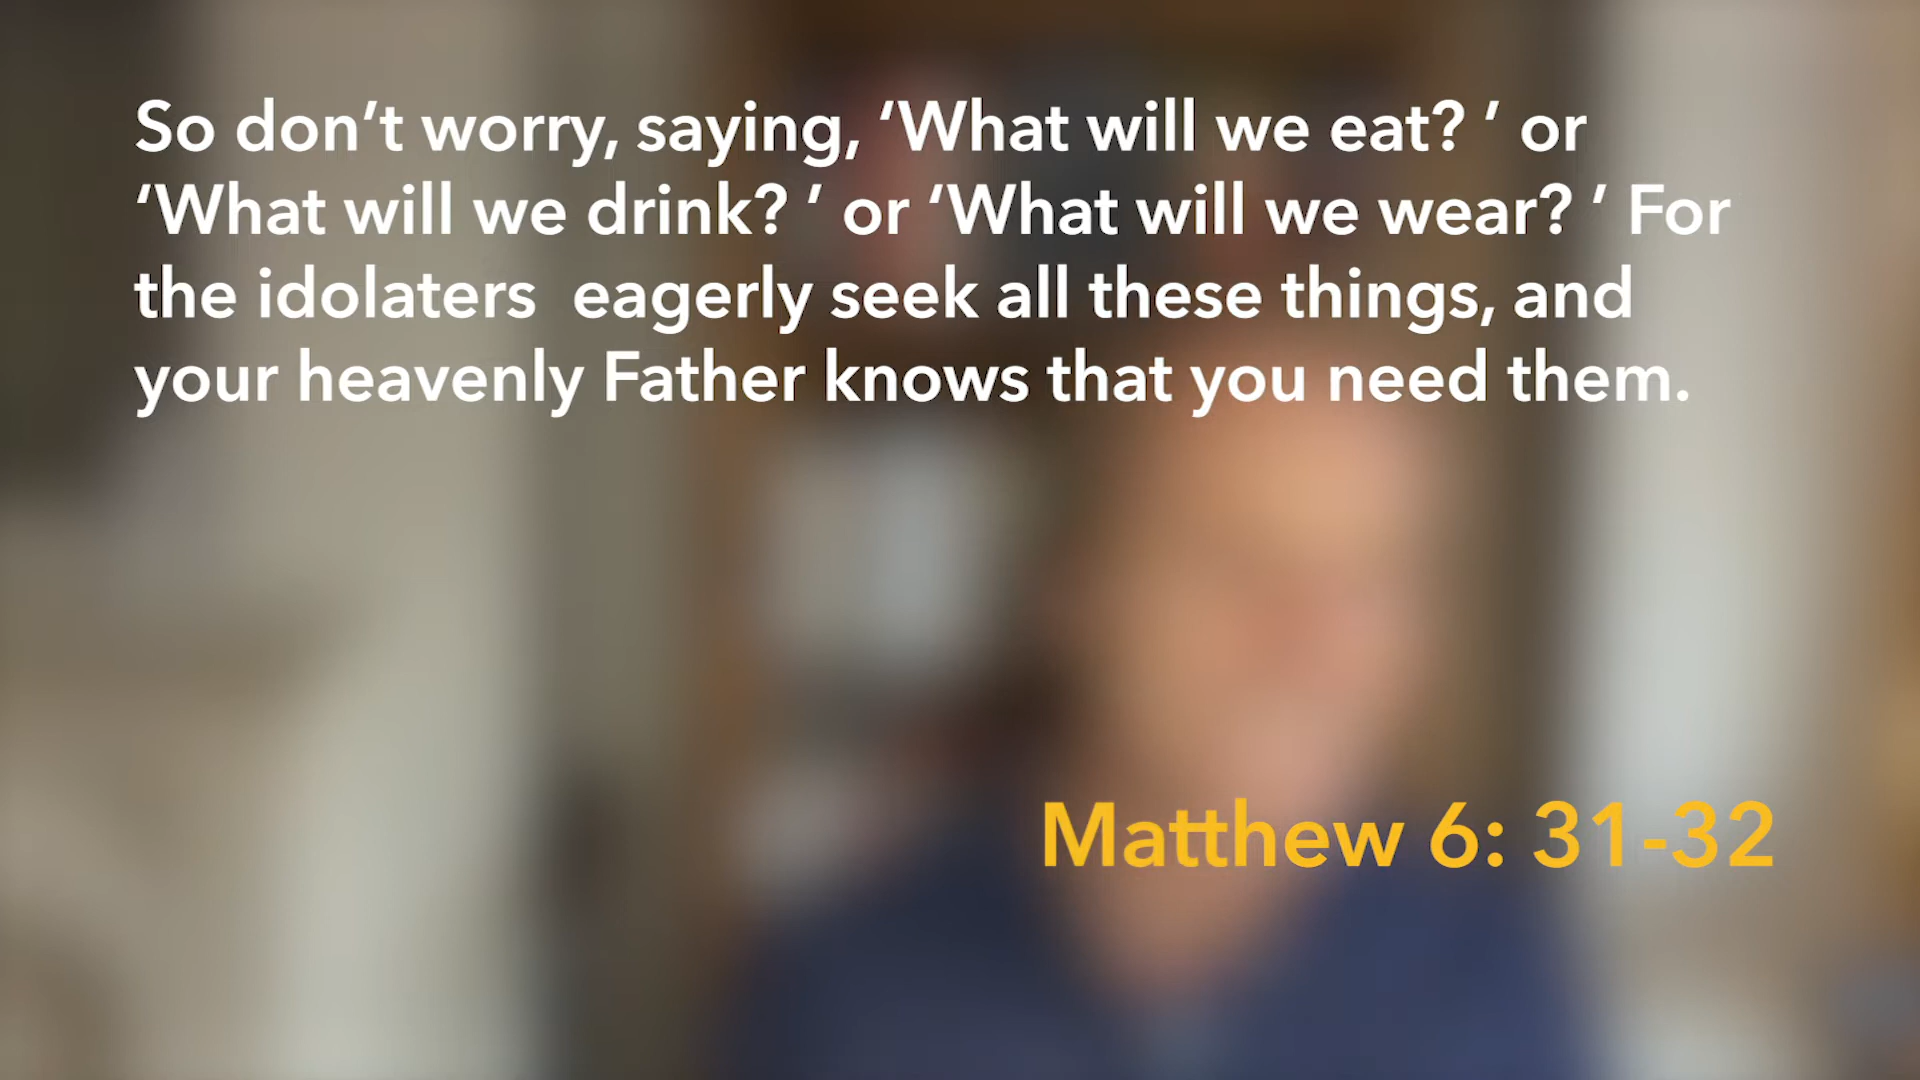 So don’t worry, saying, ‘What will we eat? ’ or
‘What will we drink? ’ or ‘What will we wear? ’ For
the idolaters  eagerly seek all these things, and
your heavenly Father knows that you need them.
Matthew 6: 31-32